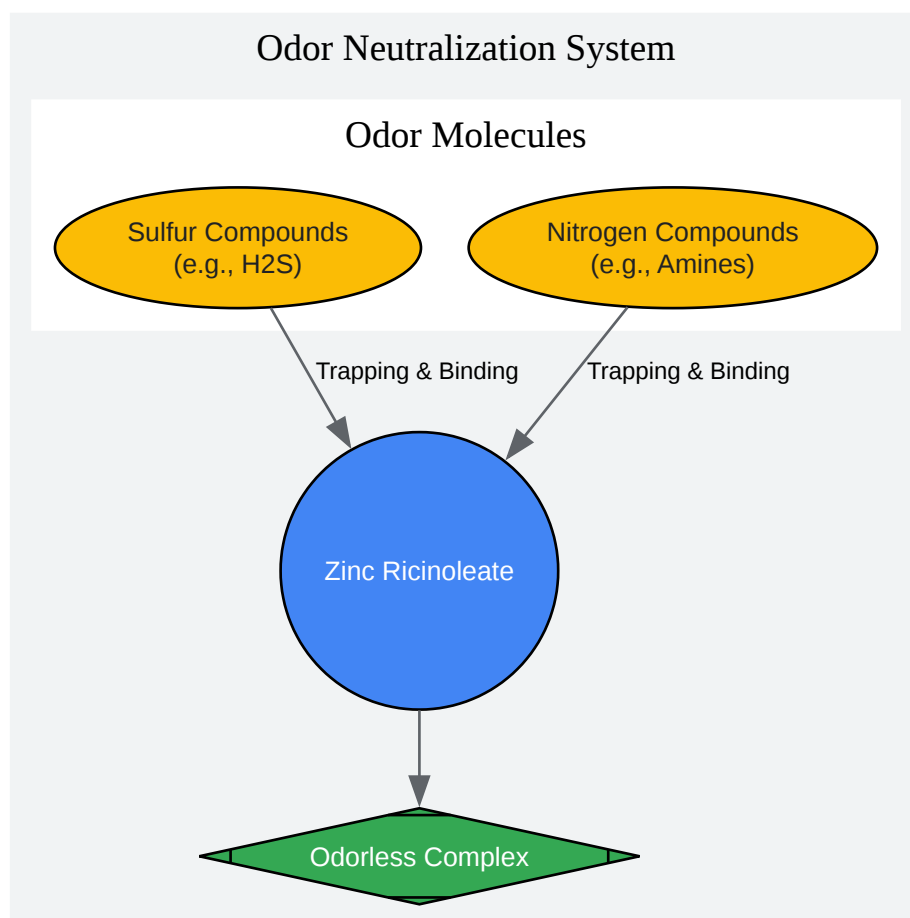 Odor Neutralization System
Odor Molecules
Sulfur Compounds
(e.g., H2S)
Nitrogen Compounds
(e.g., Amines)
Trapping & Binding
Trapping & Binding
Zinc Ricinoleate
Odorless Complex